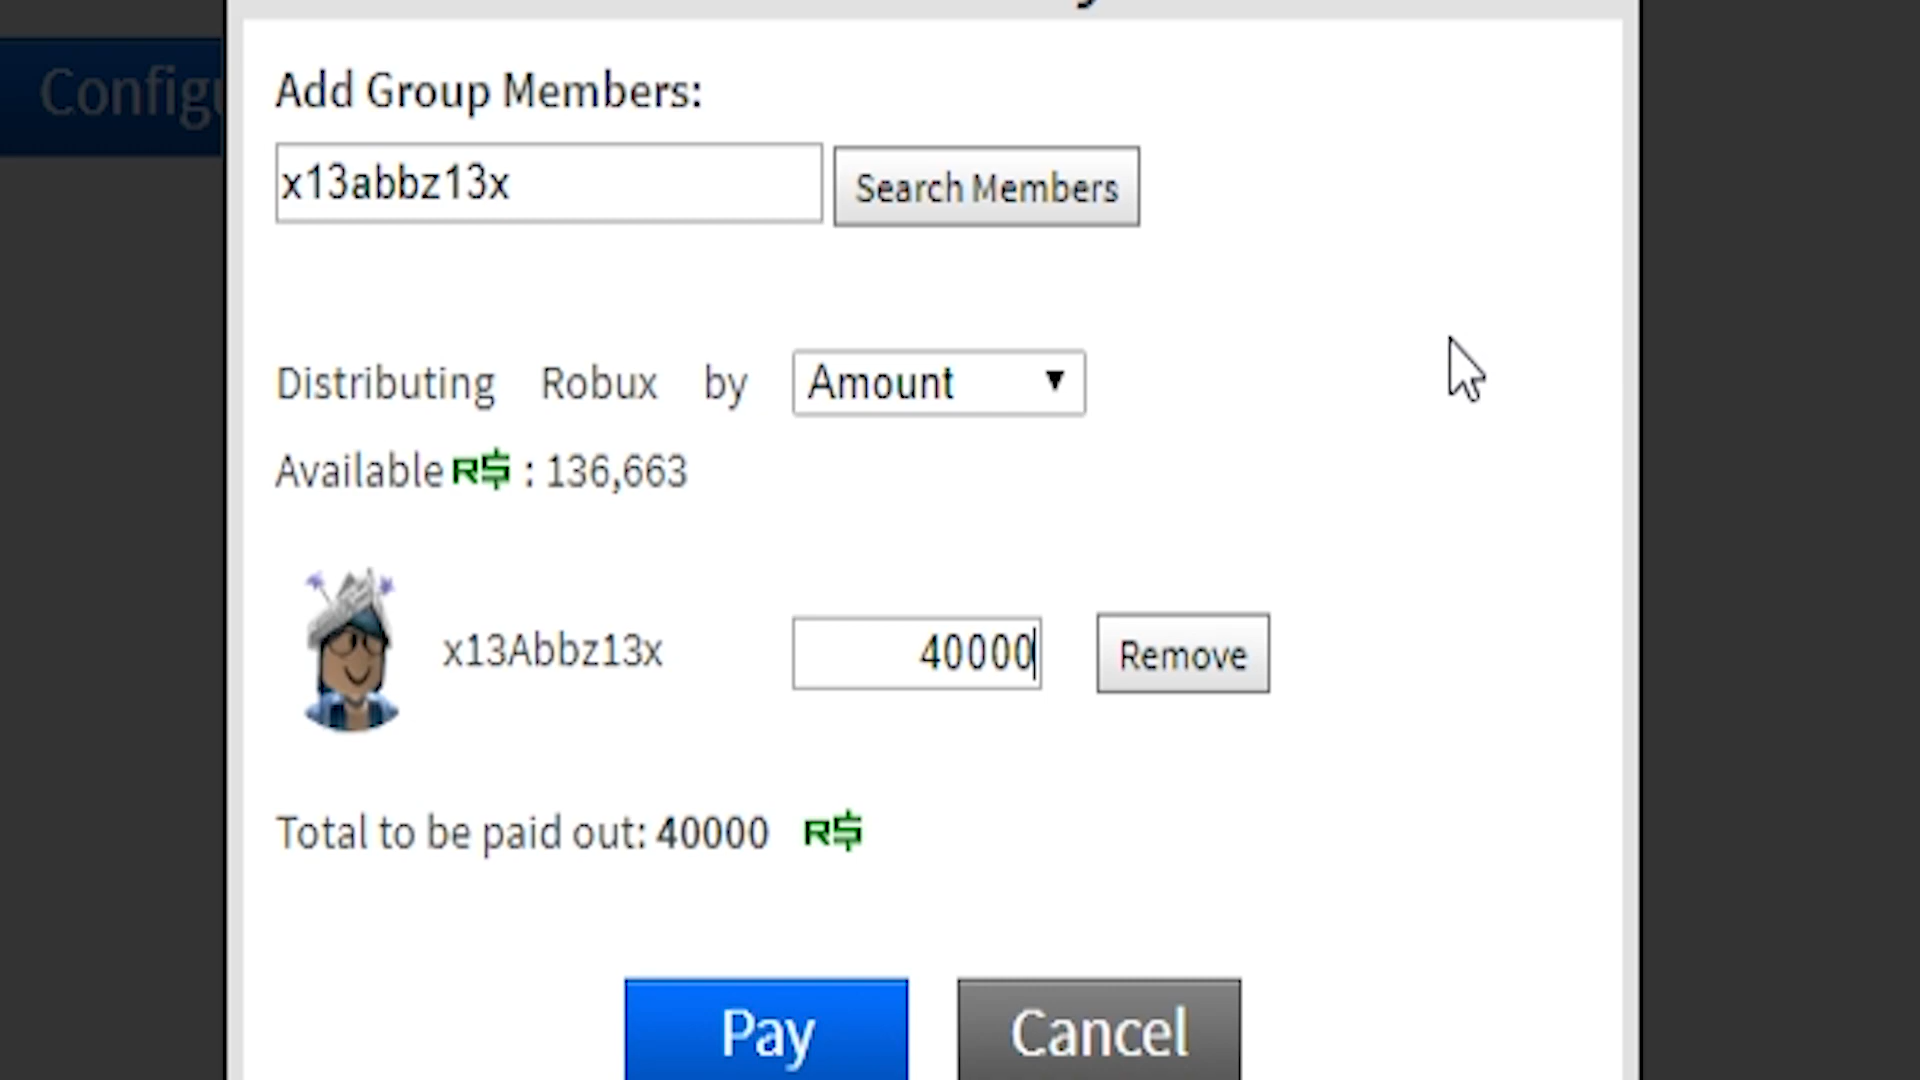 Configu
Add Group Members:
x13abbz13x Search Members
Distributing Robux by Amount
Available R$ : 136,663
x13Abbz13x 40000 Remove
Total to be paid out: 40000 R$
Pay Cancel